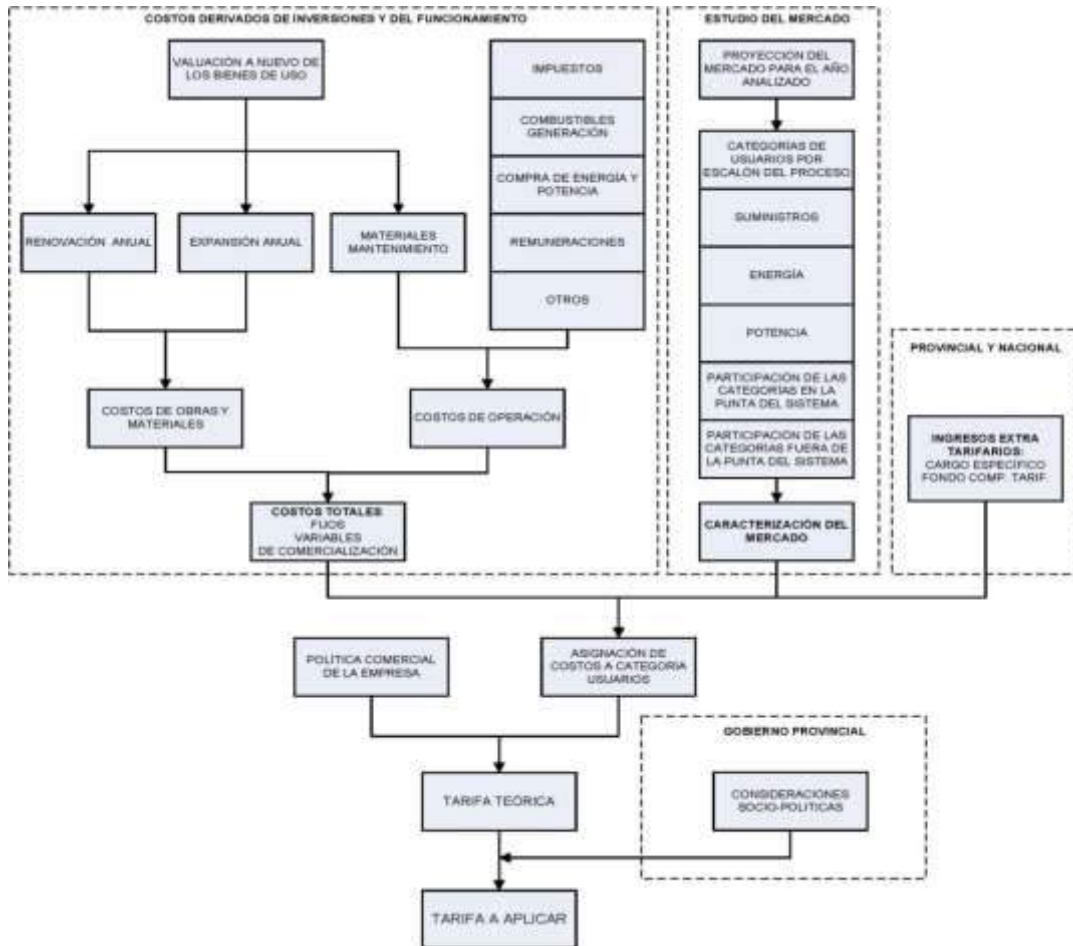 COSTOS DERIVADOS DE INVERSIONES Y DEL FUNCIONAMIENTO
VALUACIÓN A NUEVO DE
LOS BIENES DE USO
IMPUESTOS
COMBUSTIBLES
GENERACIÓN
COMPRA DE ENERGÍA Y
POTENCIA
REMUNERACIONES
OTROS
RENOVACIÓN ANUAL
EXPANSIÓN ANUAL
MATERIALES
MANTENIMIENTO
COSTOS DE OBRAS Y
MATERIALES
COSTOS DE OPERACIÓN
COSTOS TOTALES
FIJOS
VARIABLES
DE COMERCIALIZACIÓN
ESTUDIO DEL MERCADO
PROYECCIÓN DEL
MERCADO PARA EL AÑO
ANALIZADO
CATEGORÍAS DE
USUARIOS POR
ESCALÓN DEL PROCESO
SUMINISTROS
ENERGÍA
POTENCIA
PARTICIPACIÓN DE LAS
CATEGORÍAS EN LA
PUNTA DEL SISTEMA
PARTICIPACIÓN DE LAS
CATEGORÍAS FUERA DE
LA PUNTA DEL SISTEMA
CARACTERIZACIÓN DEL
MERCADO
PROVINCIAL Y NACIONAL
INGRESOS EXTRA
TARIFARIOS:
CARGO ESPECÍFICO
FONDO COMP. TARIF.
POLÍTICA COMERCIAL
DE LA EMPRESA
ASIGNACIÓN DE
COSTOS A CATEGORIA
USUARIOS
GOBIERNO PROVINCIAL
TARIFA TEÓRICA
CONSIDERACIONES
SOCIO-POLITICAS
TARIFA A APLICAR